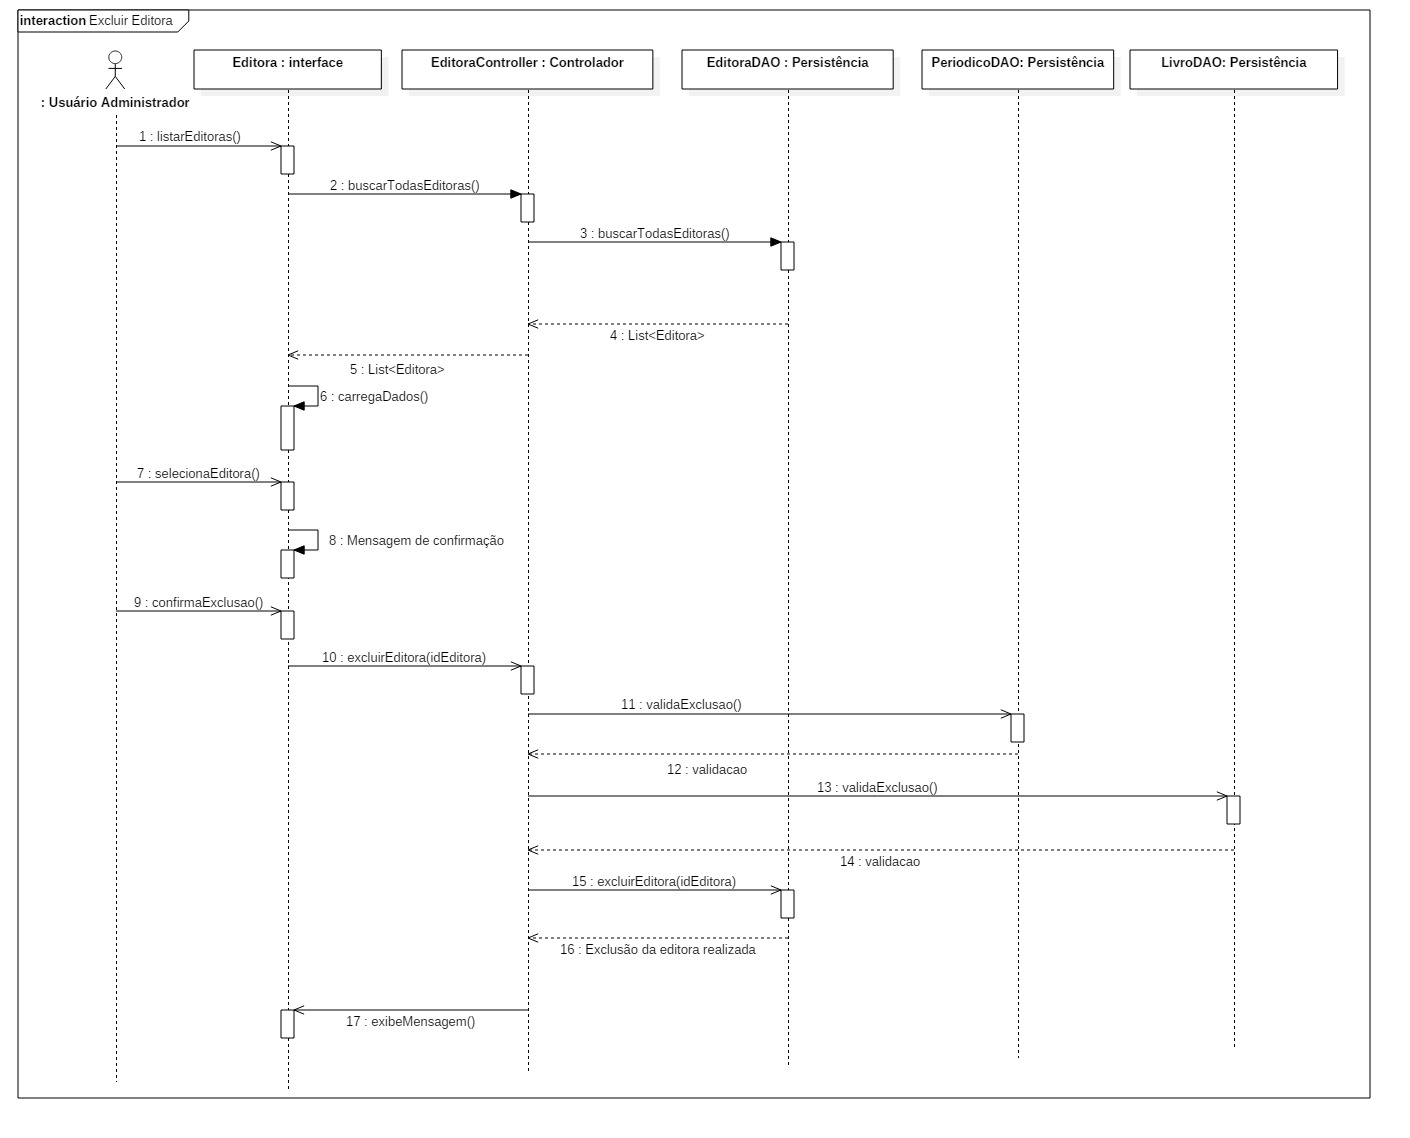 interaction Excluir Editora
Editora : interface
EditoraController : Controlador
EditoraDAO : Persistência
PeriodicoDAO: Persistência
LivroDAO: Persistência
: Usuário Administrador
1 : listarEditoras()
2 : buscarTodasEditoras()
3 : buscarTodasEditoras()
4 : List<Editora>
5 : List<Editora>
6 : carregaDados()
7 : selecionaEditora()
8 : Mensagem de confirmação
9 : confirmaExclusao()
10 : excluirEditora(idEditora)
11 : validaExclusao()
12 : validacao
13 : validaExclusao()
14 : validacao
15 : excluirEditora(idEditora)
16 : Exclusão da editora realizada
17 : exibeMensagem()